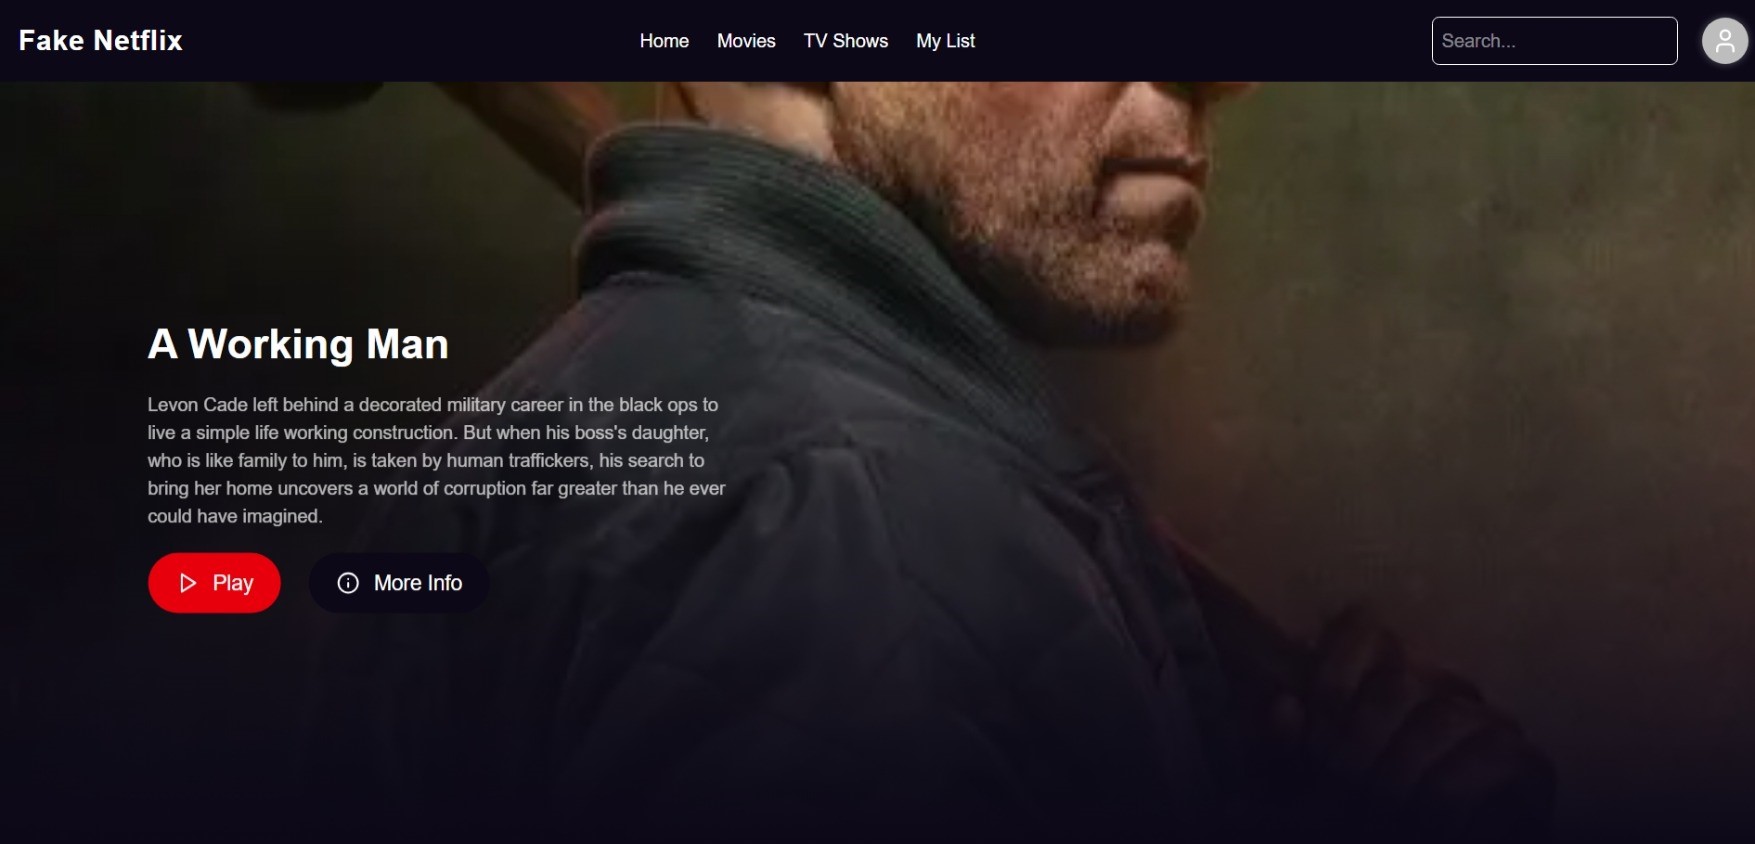 Fake Netflix
Home
Movies
TV Shows
My List
Search...
A Working Man
Levon Cade left behind a decorated military career in the black ops to
live a simple life working construction. But when his boss's daughter,
who is like family to him, is taken by human traffickers, his search to
bring her home uncovers a world of corruption far greater than he ever
could have imagined.
Play
More Info